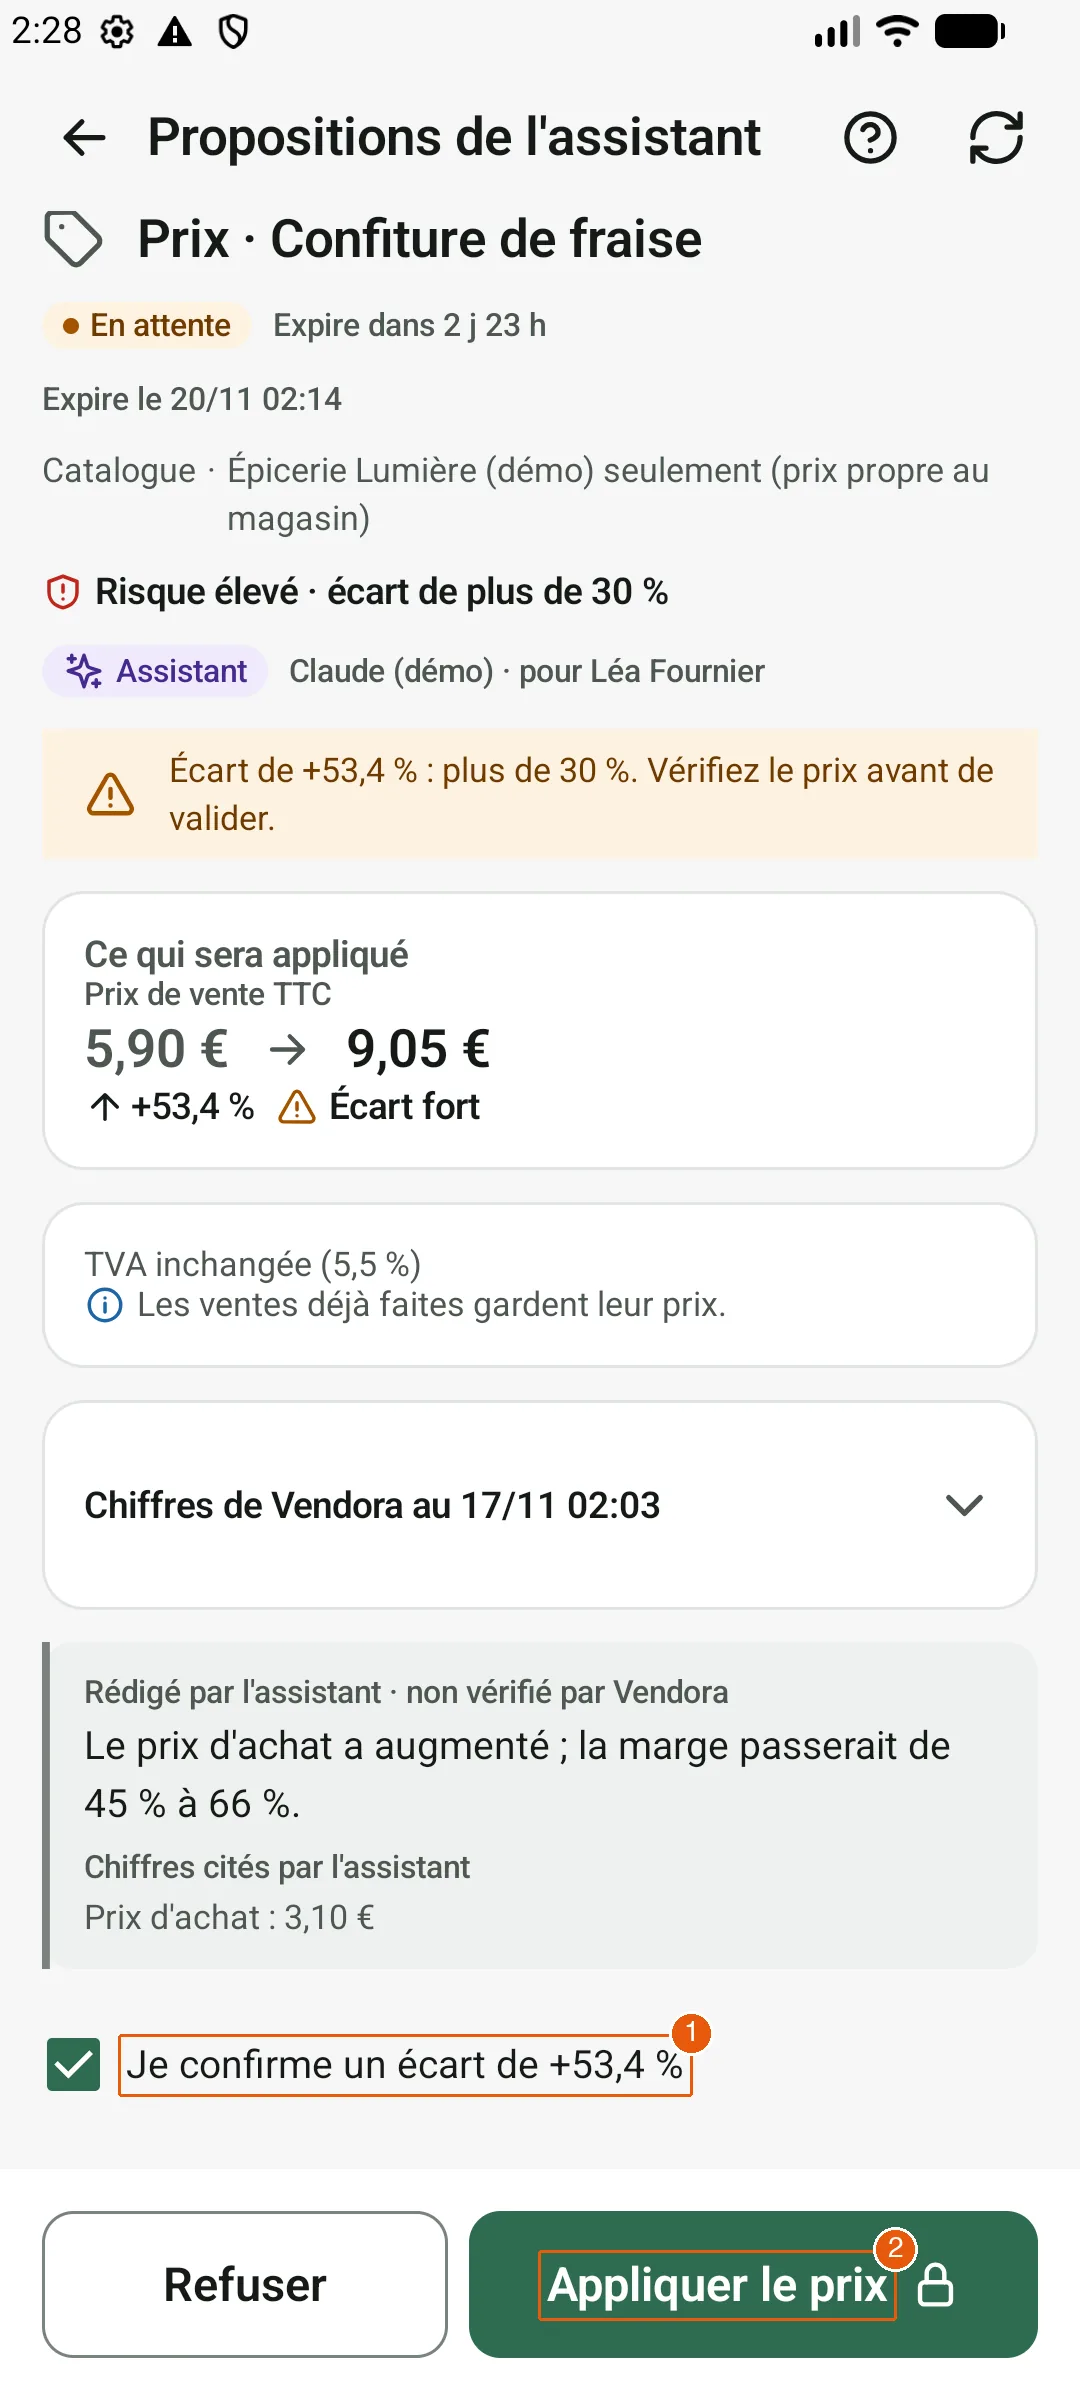 2:28
Propositions de l'assistant
Prix · Confiture de fraise
En attente Expire dans 2 j 23 h
Expire le 20/11 02:14
Catalogue · Épicerie Lumière (démo) seulement (prix propre au
magasin)
Risque élevé · écart de plus de 30 %
Assistant Claude (démo) · pour Léa Fournier
Écart de +53,4 % : plus de 30 %. Vérifiez le prix avant de
valider.
Ce qui sera appliqué
Prix de vente TTC
5,90 € → 9,05 €
↑ +53,4 % Écart fort
TVA inchangée (5,5 %)
Les ventes déjà faites gardent leur prix.
Chiffres de Vendora au 17/11 02:03
Rédigé par l'assistant · non vérifié par Vendora
Le prix d'achat a augmenté ; la marge passerait de
45 % à 66 %.
Chiffres cités par l'assistant
Prix d'achat : 3,10 €
1
Je confirme un écart de +53,4 %
2
Refuser Appliquer le prix